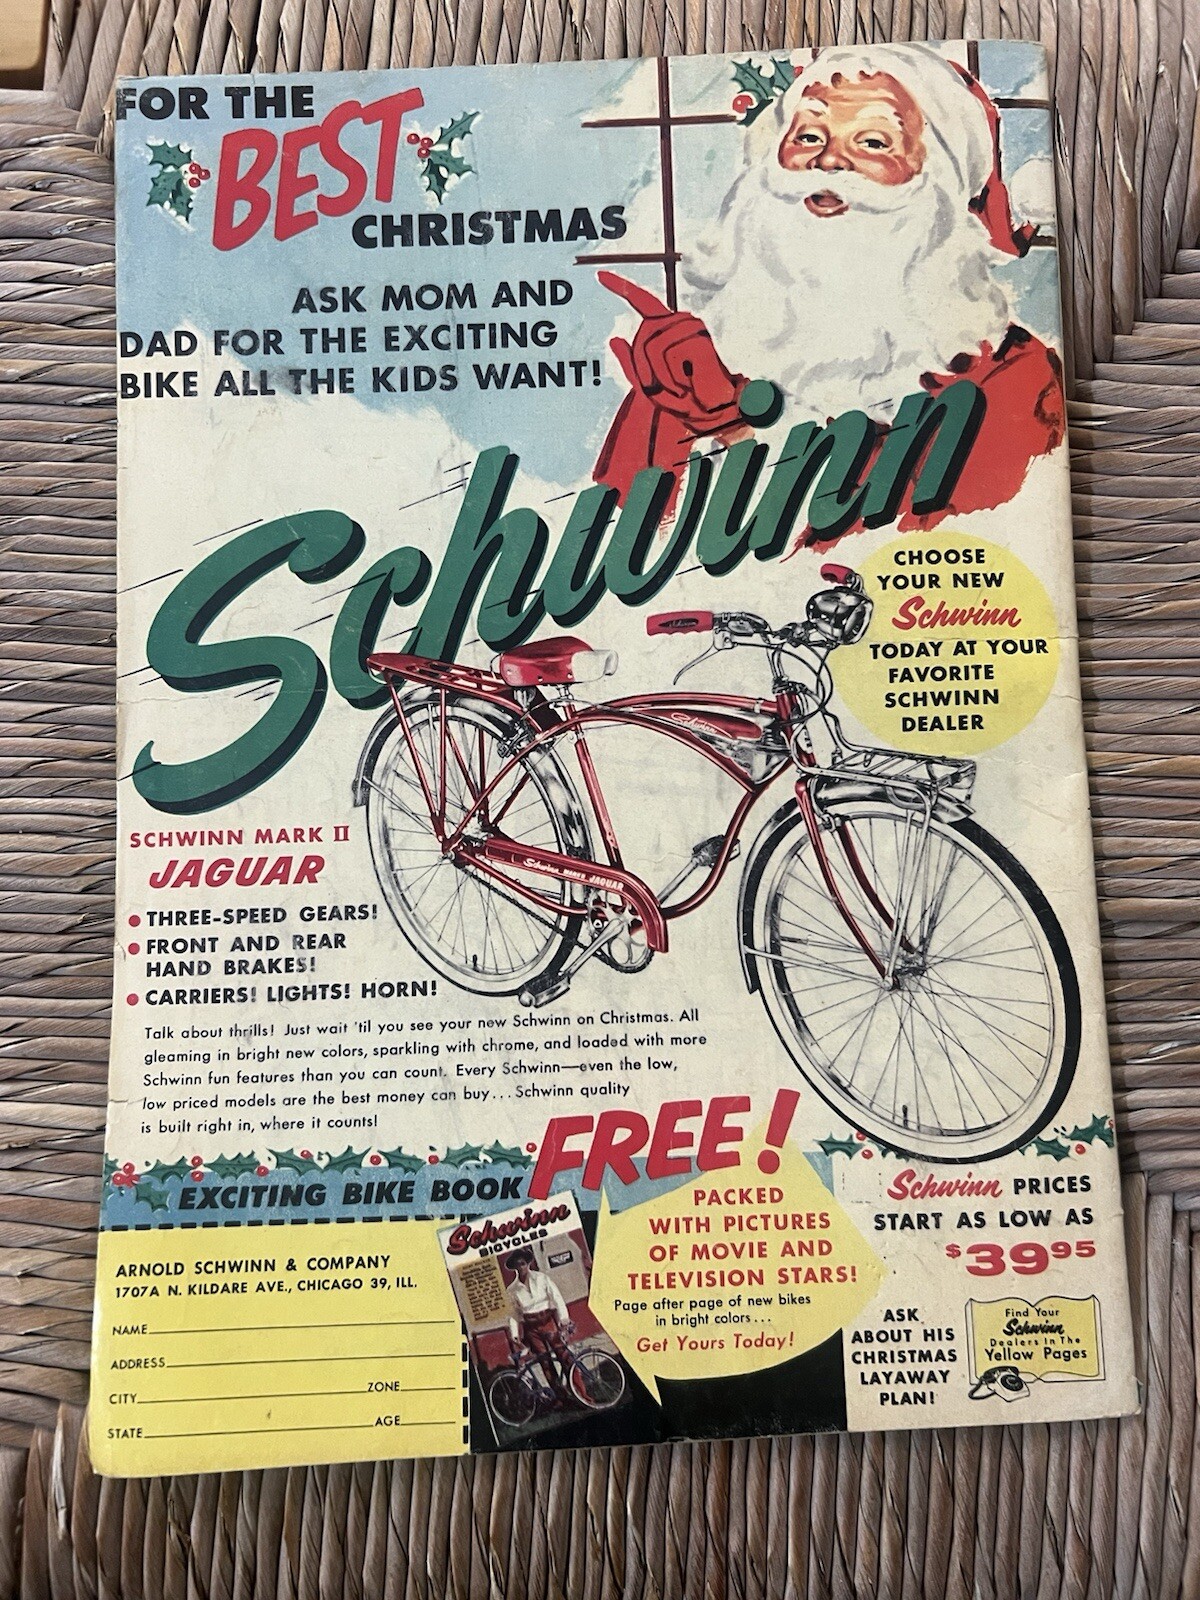 FOR THE
BEST
CHRISTMAS
ASK MOM AND
DAD FOR THE EXCITING
BIKE ALL THE KIDS WANT!
Schwinn
CHOOSE
YOUR NEW
Schwinn
TODAY AT YOUR
FAVORITE
SCHWINN
DEALER
Schwinn
Schwinn
Schwinn MARK II JAGUAR
SCHWINN MARK II
JAGUAR
• THREE-SPEED GEARS!
• FRONT AND REAR
HAND BRAKES!
• CARRIERS! LIGHTS! HORN!
Talk about thrills! Just wait 'til you see your new Schwinn on Christmas. All
gleaming in bright new colors, sparkling with chrome, and loaded with more
Schwinn fun features than you can count. Every Schwinn—even the low,
low priced models are the best money can buy... Schwinn quality
is built right in, where it counts!
FREE!
EXCITING BIKE BOOK
ARNOLD SCHWINN & COMPANY
1707A N. KILDARE AVE., CHICAGO 39, ILL.
NAME
ADDRESS
CITY ZONE
STATE AGE
Schwinn
BICYCLES
PACKED
WITH PICTURES
OF MOVIE AND
TELEVISION STARS!
Page after page of new bikes
in bright colors...
Get Yours Today!
Schwinn PRICES
START AS LOW AS
$39.95
ASK
ABOUT HIS
CHRISTMAS
LAYAWAY
PLAN!
Find Your
Schwinn
Dealers In The
Yellow Pages